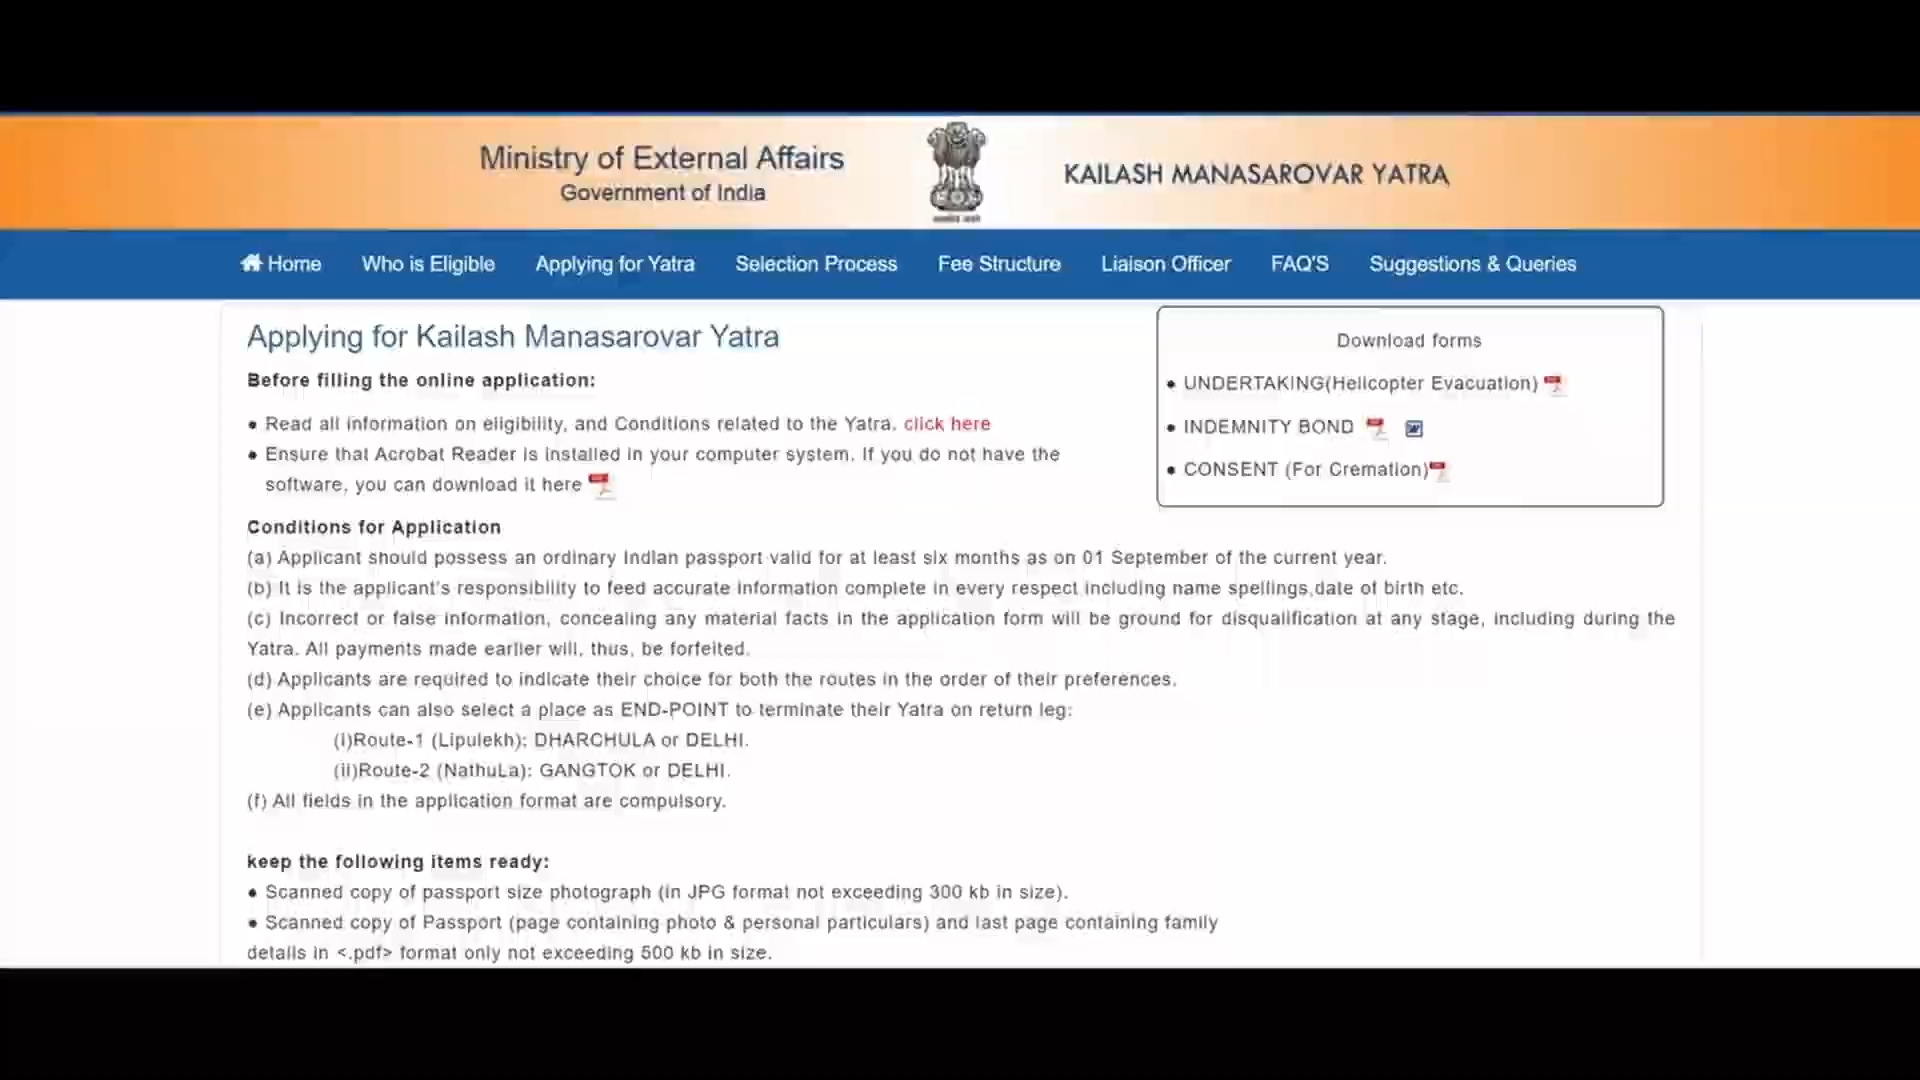 Ministry of External Affairs
Government of India
KAILASH MANASAROVAR YATRA
Home Who is Eligible Applying for Yatra Selection Process Fee Structure Liaison Officer FAQ'S Suggestions & Queries
Applying for Kailash Manasarovar Yatra
Before filling the online application:
• Read all information on eligibility, and Conditions related to the Yatra. click here
• Ensure that Acrobat Reader is installed in your computer system. If you do not have the
software, you can download it here
Download forms
• UNDERTAKING(Helicopter Evacuation)
• INDEMNITY BOND
• CONSENT (For Cremation)
Conditions for Application
(a) Applicant should possess an ordinary Indian passport valid for at least six months as on 01 September of the current year.
(b) It is the applicant's responsibility to feed accurate information complete in every respect including name spellings,date of birth etc.
(c) Incorrect or false information, concealing any material facts in the application form will be ground for disqualification at any stage, including during the
Yatra. All payments made earlier will, thus, be forfeited.
(d) Applicants are required to indicate their choice for both the routes in the order of their preferences.
(e) Applicants can also select a place as END-POINT to terminate their Yatra on return leg:
(i)Route-1 (Lipulekh): DHARCHULA or DELHI.
(ii)Route-2 (NathuLa): GANGTOK or DELHI.
(f) All fields in the application format are compulsory.
keep the following items ready:
• Scanned copy of passport size photograph (in JPG format not exceeding 300 kb in size).
• Scanned copy of Passport (page containing photo & personal particulars) and last page containing family
details in <.pdf> format only not exceeding 500 kb in size.